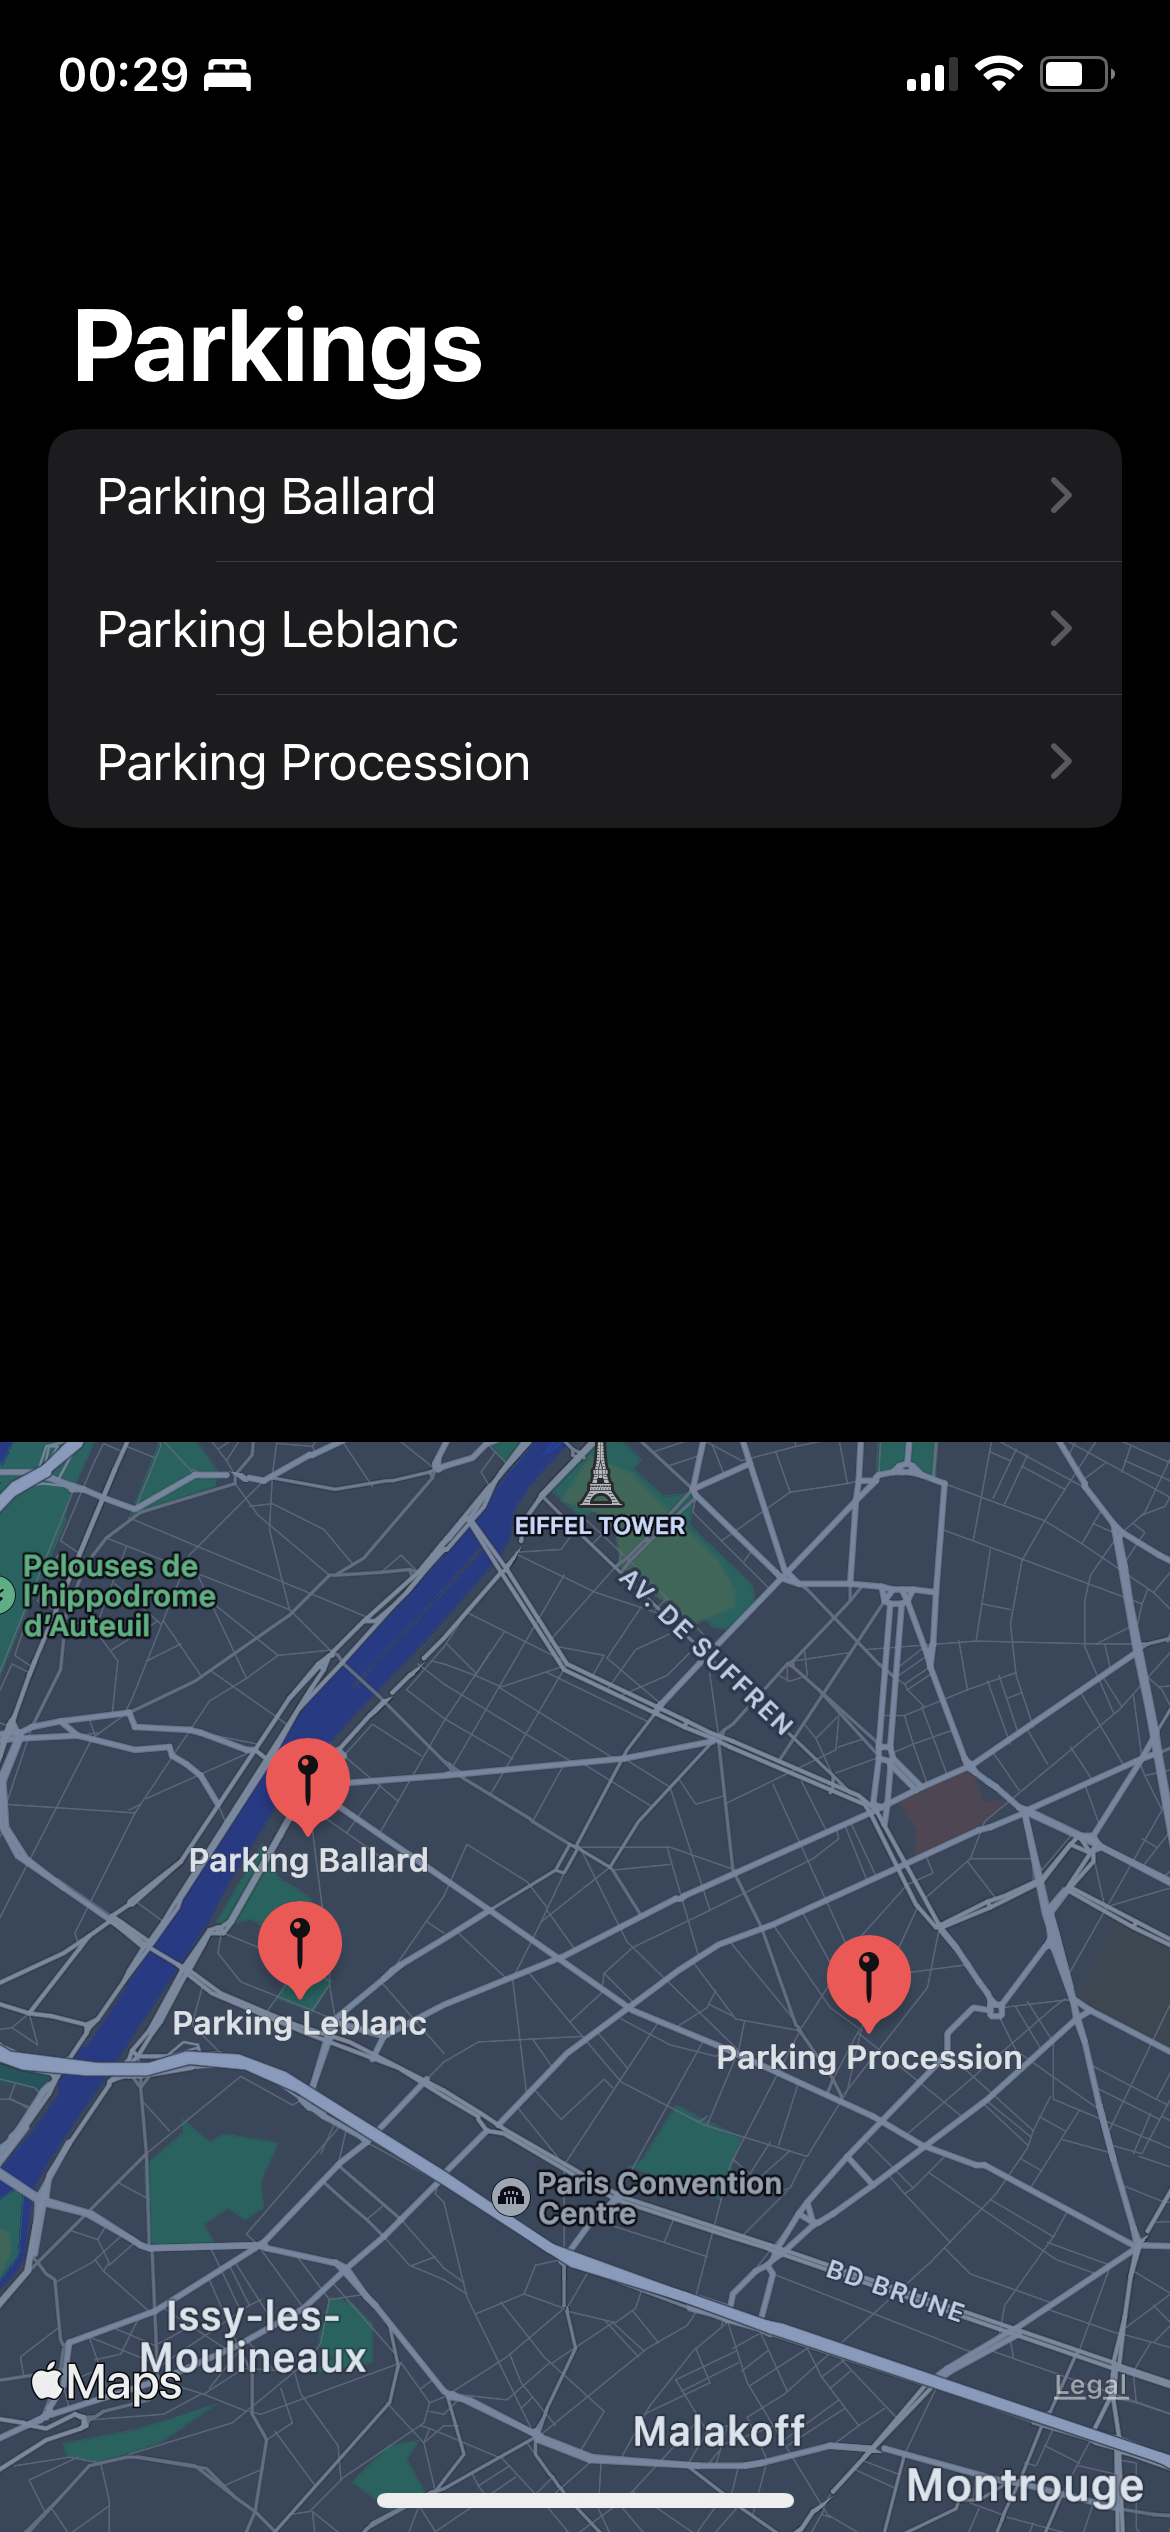 00:29
Parkings
Parking Ballard
Parking Leblanc
Parking Procession
EIFFEL TOWER
Pelouses de
l'hippodrome
d'Auteuil
AV. DE SUFFREN
Parking Ballard
Parking Leblanc
Parking Procession
Paris Convention
Centre
BD BRUNE
Issy-les-
Moulineaux
Maps
Legal
Malakoff
Montrouge